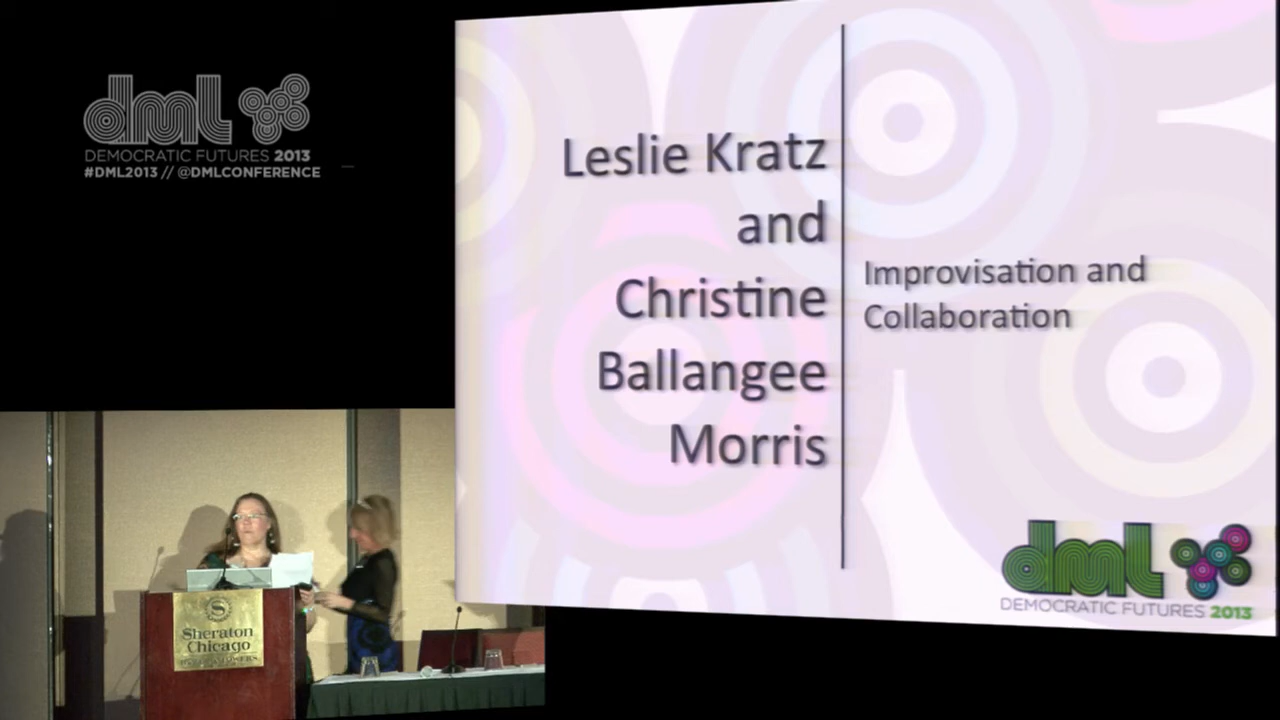 dml
DEMOCRATIC FUTURES 2013
#DML2013 // @DMLCONFERENCE
Leslie Kratz
and
Christine
Ballangee
Morris
Improvisation and
Collaboration
dml
DEMOCRATIC FUTURES 2013
S
Sheraton
Chicago